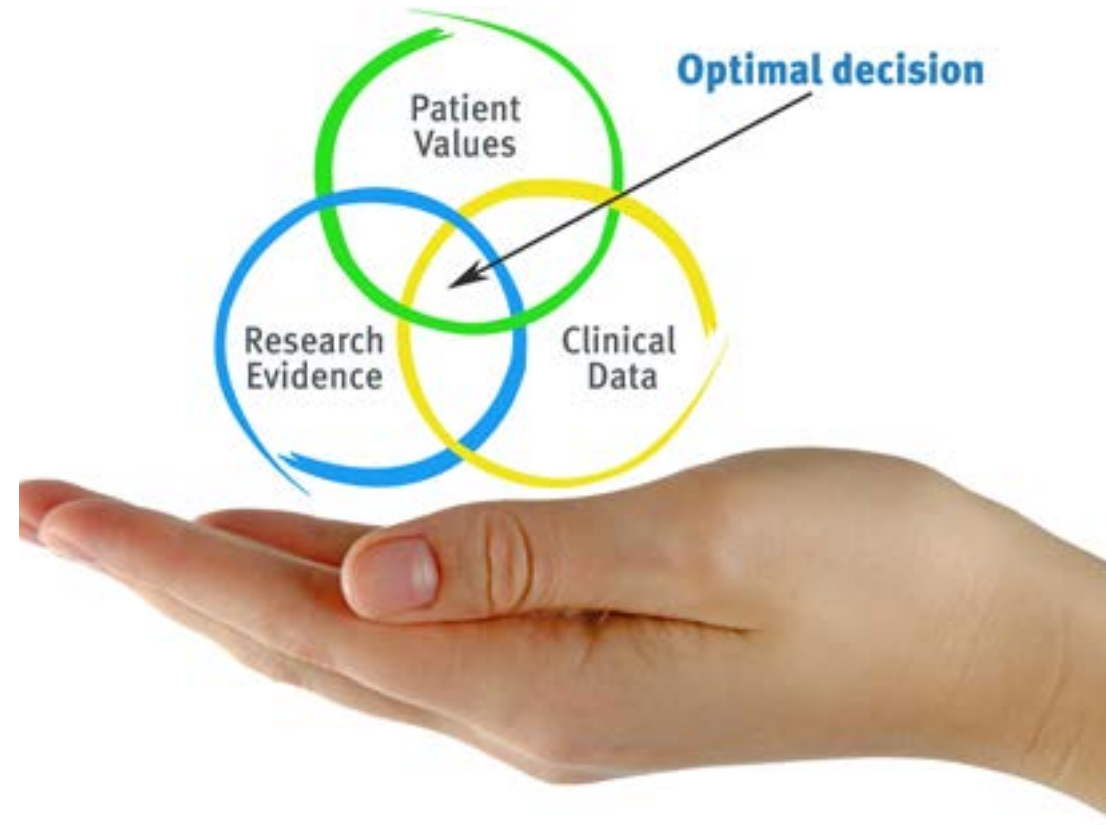 Optimal decision
Patient
Values
Research
Evidence
Clinical
Data